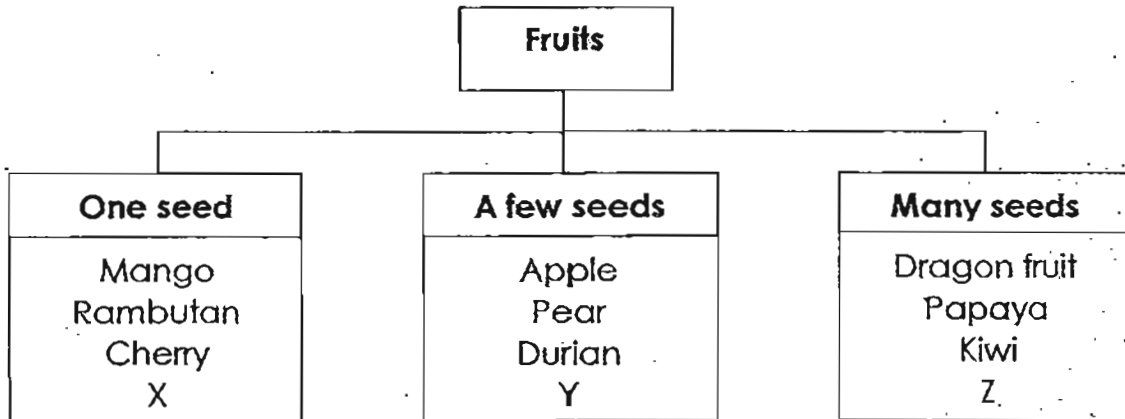 Fruits
One seed
Mango
Rambutan
Cherry
X
A few seeds
Apple
Pear
Durian
Y
Many seeds
Dragon fruit
Papaya
Kiwi
Z